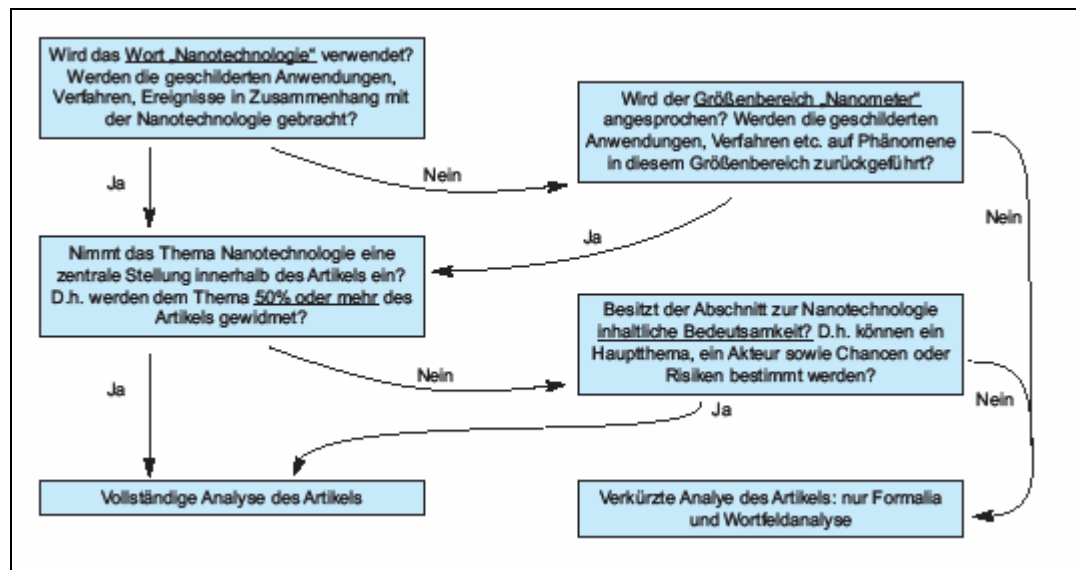 Wird das Wort „Nanotechnologie“ verwendet?
Werden die geschilderten Anwendungen,
Verfahren, Ereignisse in Zusammenhang mit
der Nanotechnologie gebracht?
Wird der Größenbereich „Nanometer“
angesprochen? Werden die geschilderten
Anwendungen, Verfahren etc. auf Phänomene
in diesem Größenbereich zurückgeführt?
Ja
Nein
Nein
Ja
Nimmt das Thema Nanotechnologie eine
zentrale Stellung innerhalb des Artikels ein?
D.h. werden dem Thema 50% oder mehr des
Artikels gewidmet?
Besitzt der Abschnitt zur Nanotechnologie
inhaltliche Bedeutsamkeit? D.h. können ein
Hauptthema, ein Akteur sowie Chancen oder
Risiken bestimmt werden?
Ja
Nein
Ja
Nein
Vollständige Analyse des Artikels
Verkürzte Analye des Artikels: nur Formalia
und Wortfeldanalyse